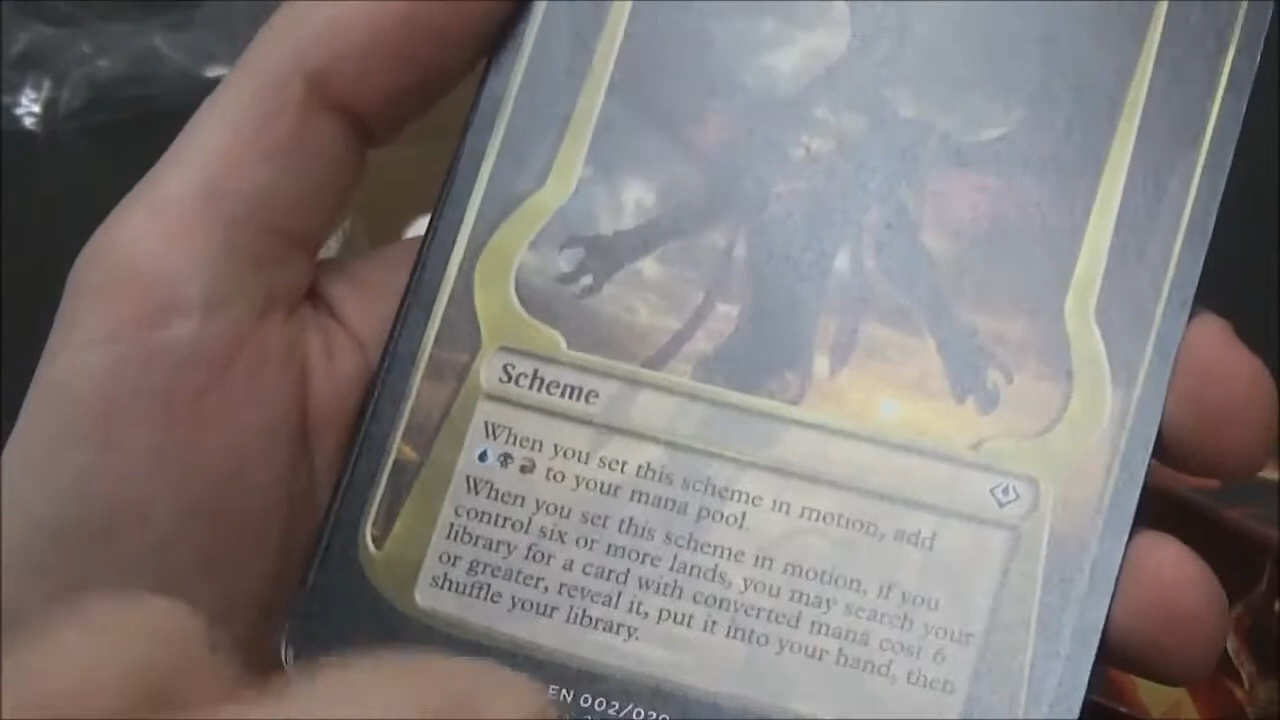 Scheme
When you set this scheme in motion, add
to your mana pool.
When you set this scheme in motion, if you
control six or more lands, you may search your
library for a card with converted mana cost 6
or greater, reveal it, put it into your hand, then
shuffle your library.
EN 002/020